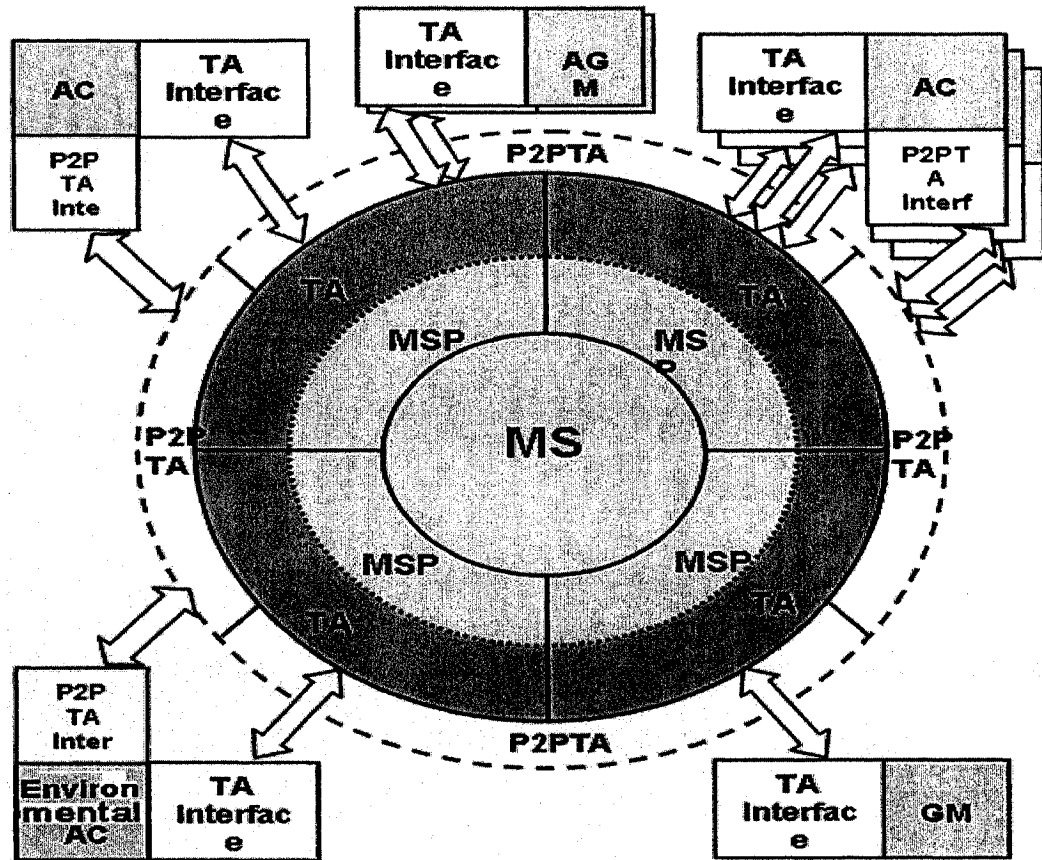 AC
TA
Interfac
e
P2P
TA
Inte
TA
Interfac
e
AG
M
TA
Interfac
e
AC
P2PT
A
Interf
P2PTA
TA
TA
MSP
MS
P
P2P
TA
MS
P2P
TA
MSP
MSP
TA
TA
P2PTA
P2P
TA
Inter
Environ
mental
AC
TA
Interfac
e
TA
Interfac
e
GM